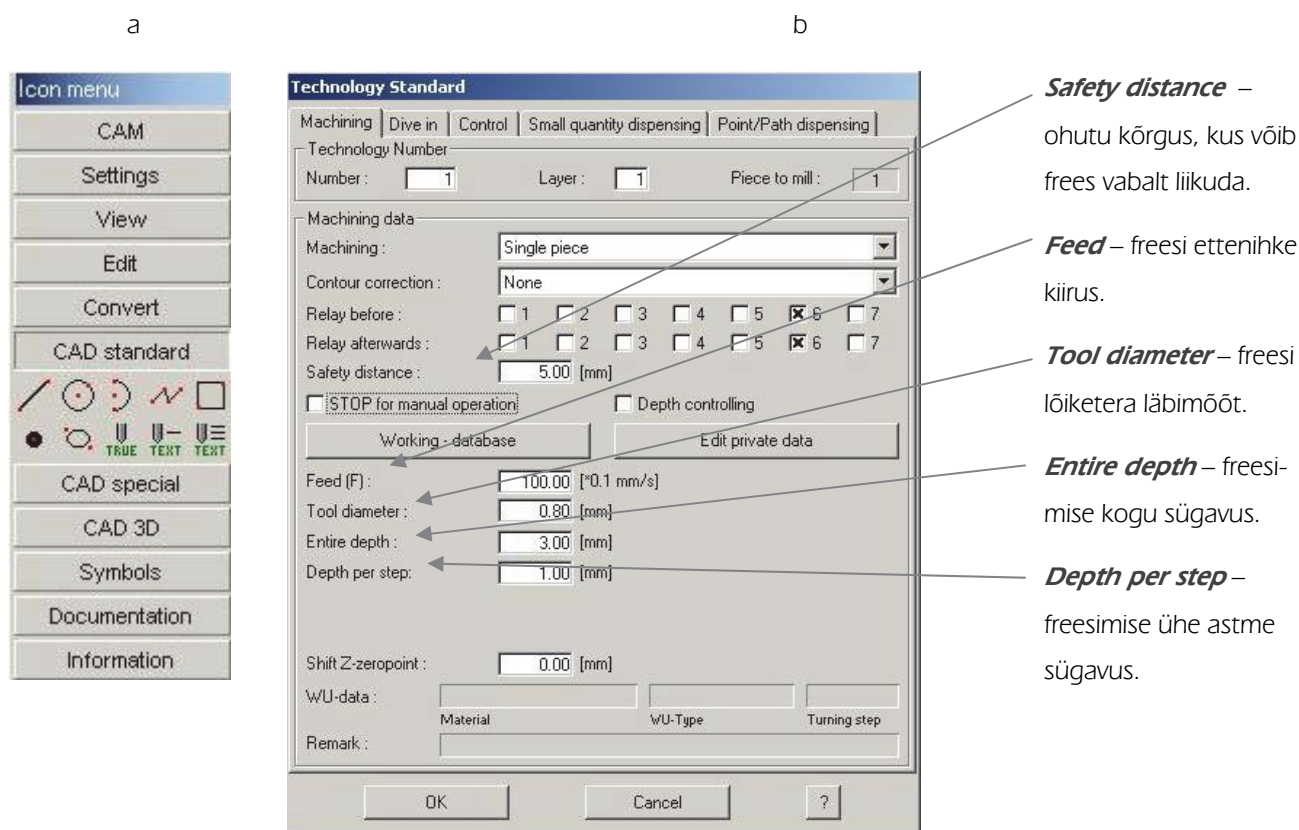 a
b
Icon menu
CAM
Settings
View
Edit
Convert
CAD standard
TRUE TEXT TEXT
CAD special
CAD 3D
Symbols
Documentation
Information
Technology Standard
Machining Dive in Control Small quantity dispensing Point/Path dispensing
Technology Number
Number : 1 Layer : 1 Piece to mill : 1
Machining data
Machining : Single piece
Contour correction : None
Relay before : 1 2 3 4 5 6 7
Relay afterwards : 1 2 3 4 5 6 7
Safety distance : 5.00 [mm]
STOP for manual operation Depth controlling
Working - database Edit private data
Feed (F) : 100.00 [*0.1 mm/s]
Tool diameter : 0.80 [mm]
Entire depth : 3.00 [mm]
Depth per step: 1.00 [mm]
Shift Z-zeropoint : 0.00 [mm]
WU-data :
Material WU-Type Turning step
Remark :
OK Cancel ?
Safety distance –
ohutu kõrgus, kus võib
frees vabalt liikuda.
Feed – freesi ettenihke
kiirus.
Tool diameter – freesi
lõiketera läbimõõt.
Entire depth – freesi-
mise kogu sügavus.
Depth per step –
freesimise ühe astme
sügavus.